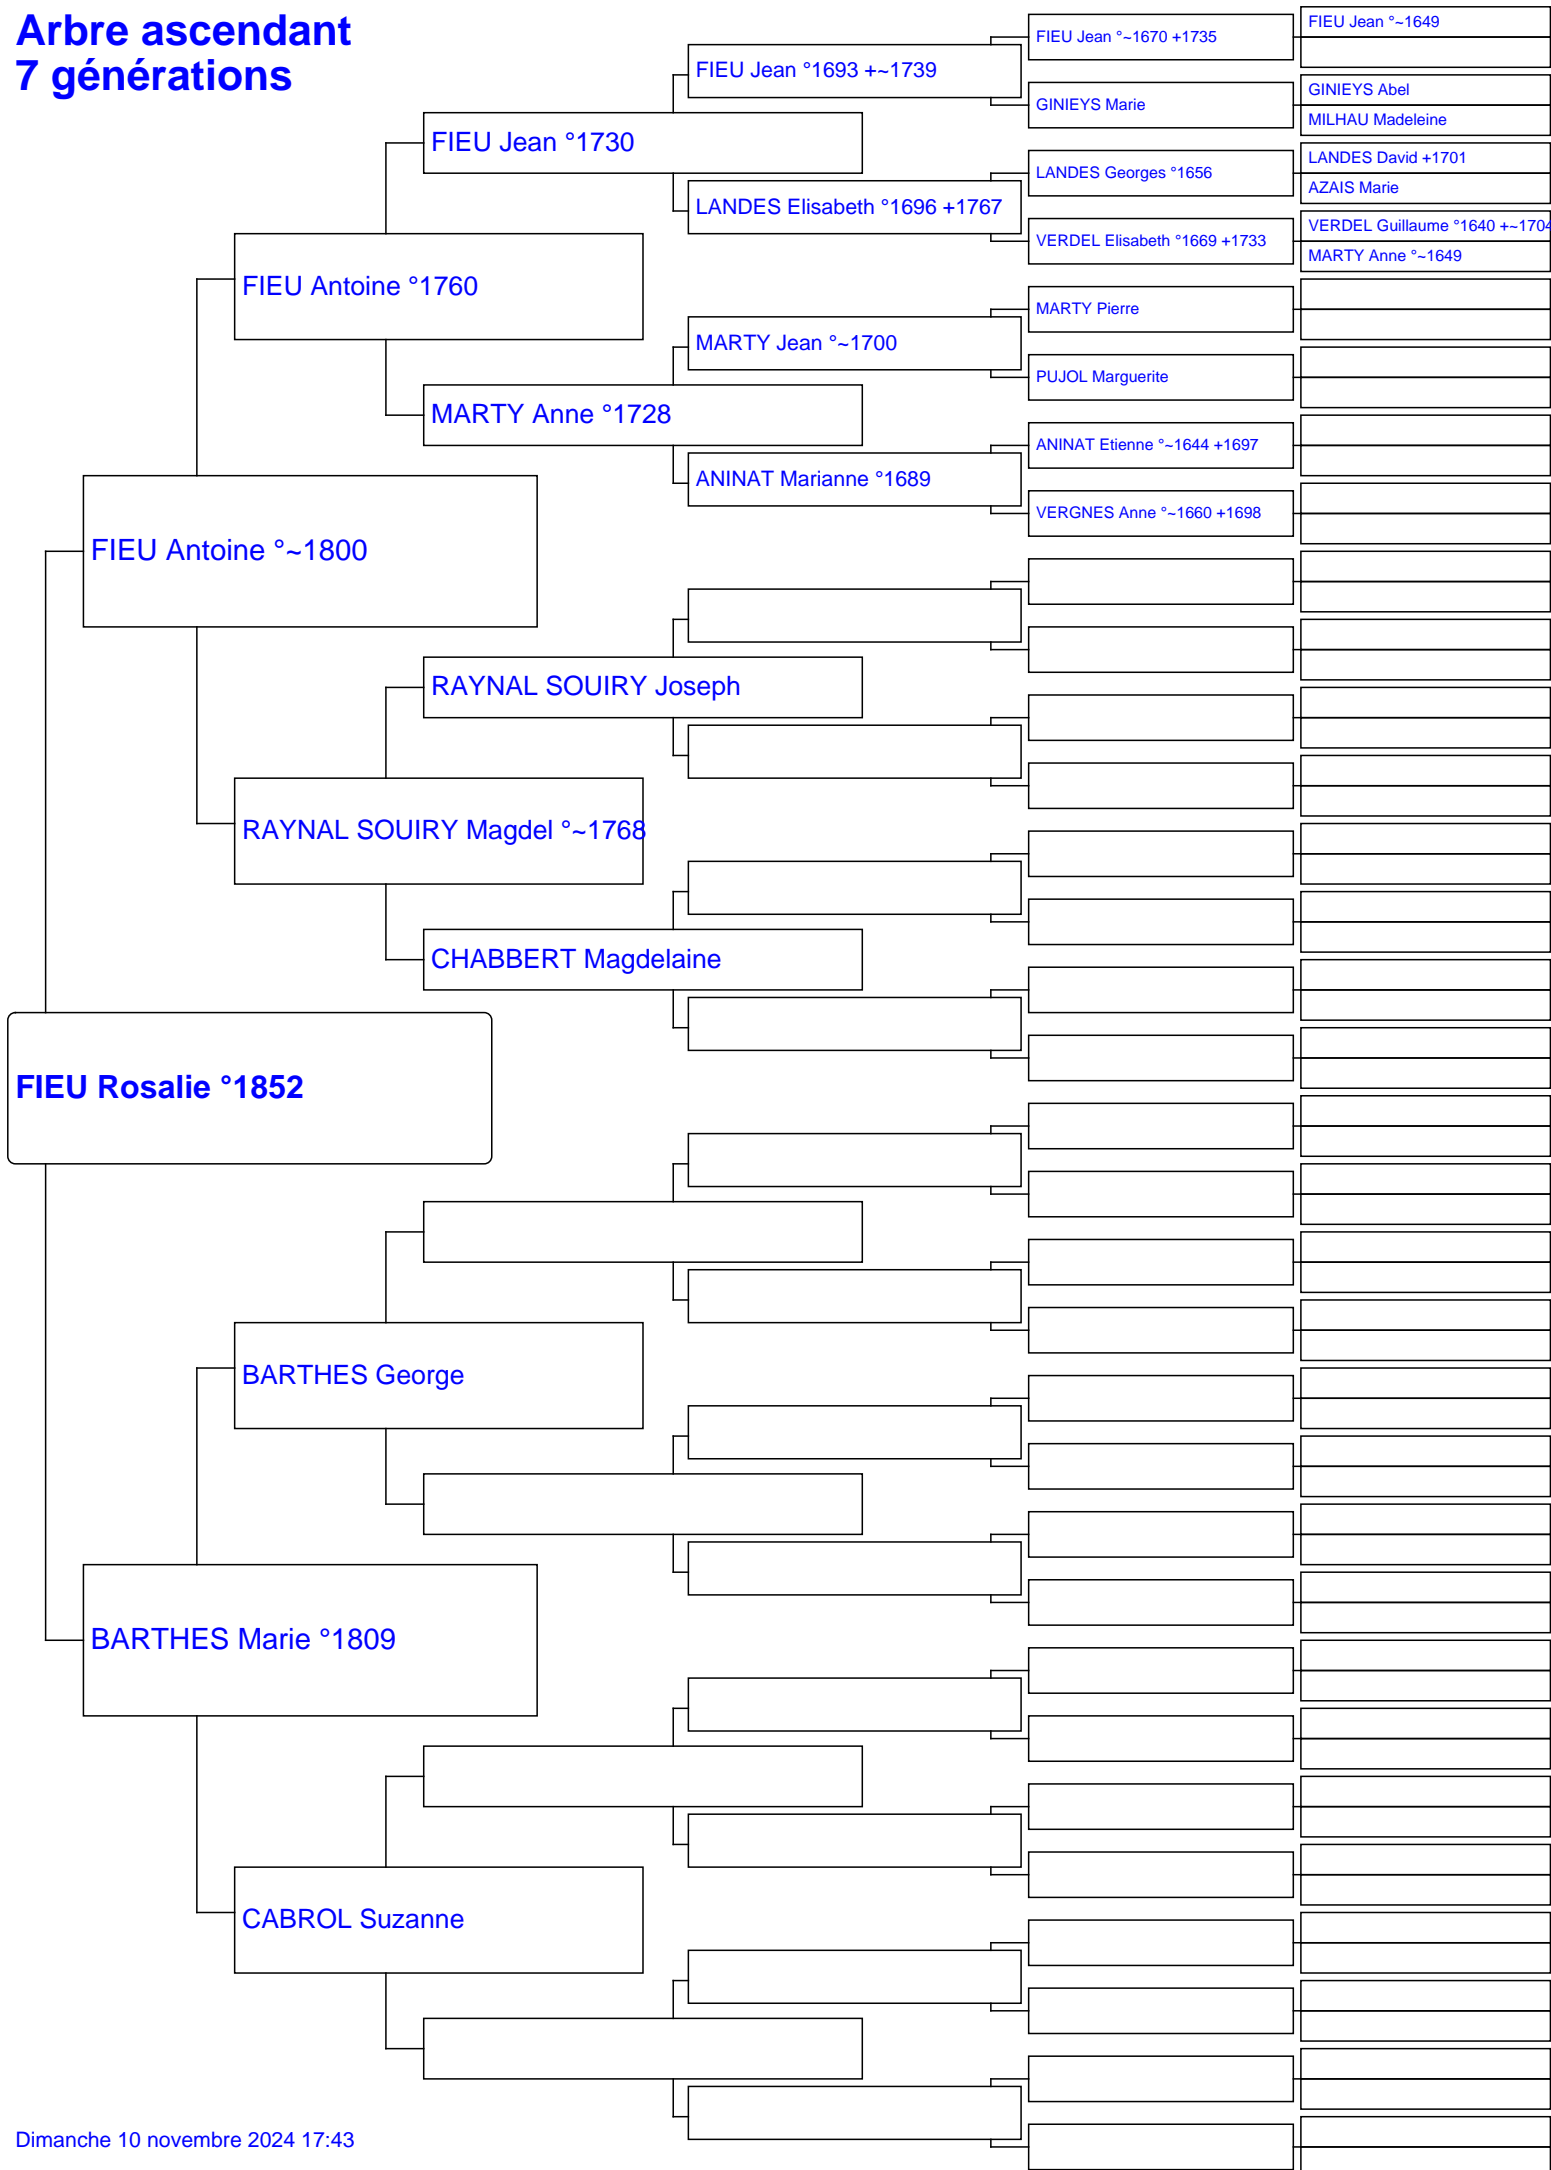 Arbre ascendant
7 générations
FIEU Jean °~1649
FIEU Jean °~1670 +1735
FIEU Jean °1693 +~1739
GINIEYS Abel
GINIEYS Marie
MILHAU Madeleine
FIEU Jean °1730
LANDES David +1701
LANDES Georges °1656
AZAIS Marie
LANDES Elisabeth °1696 +1767
VERDEL Guillaume °1640 +~1704
VERDEL Elisabeth °1669 +1733
MARTY Anne °~1649
FIEU Antoine °1760
MARTY Pierre
MARTY Jean °~1700
PUJOL Marguerite
MARTY Anne °1728
ANINAT Etienne °~1644 +1697
ANINAT Marianne °1689
VERGNES Anne °~1660 +1698
FIEU Antoine °~1800
RAYNAL SOUIRY Joseph
RAYNAL SOUIRY Magdel °~1768
CHABBERT Magdelaine
FIEU Rosalie °1852
BARTHES George
BARTHES Marie °1809
CABROL Suzanne
Dimanche 10 novembre 2024 17:43